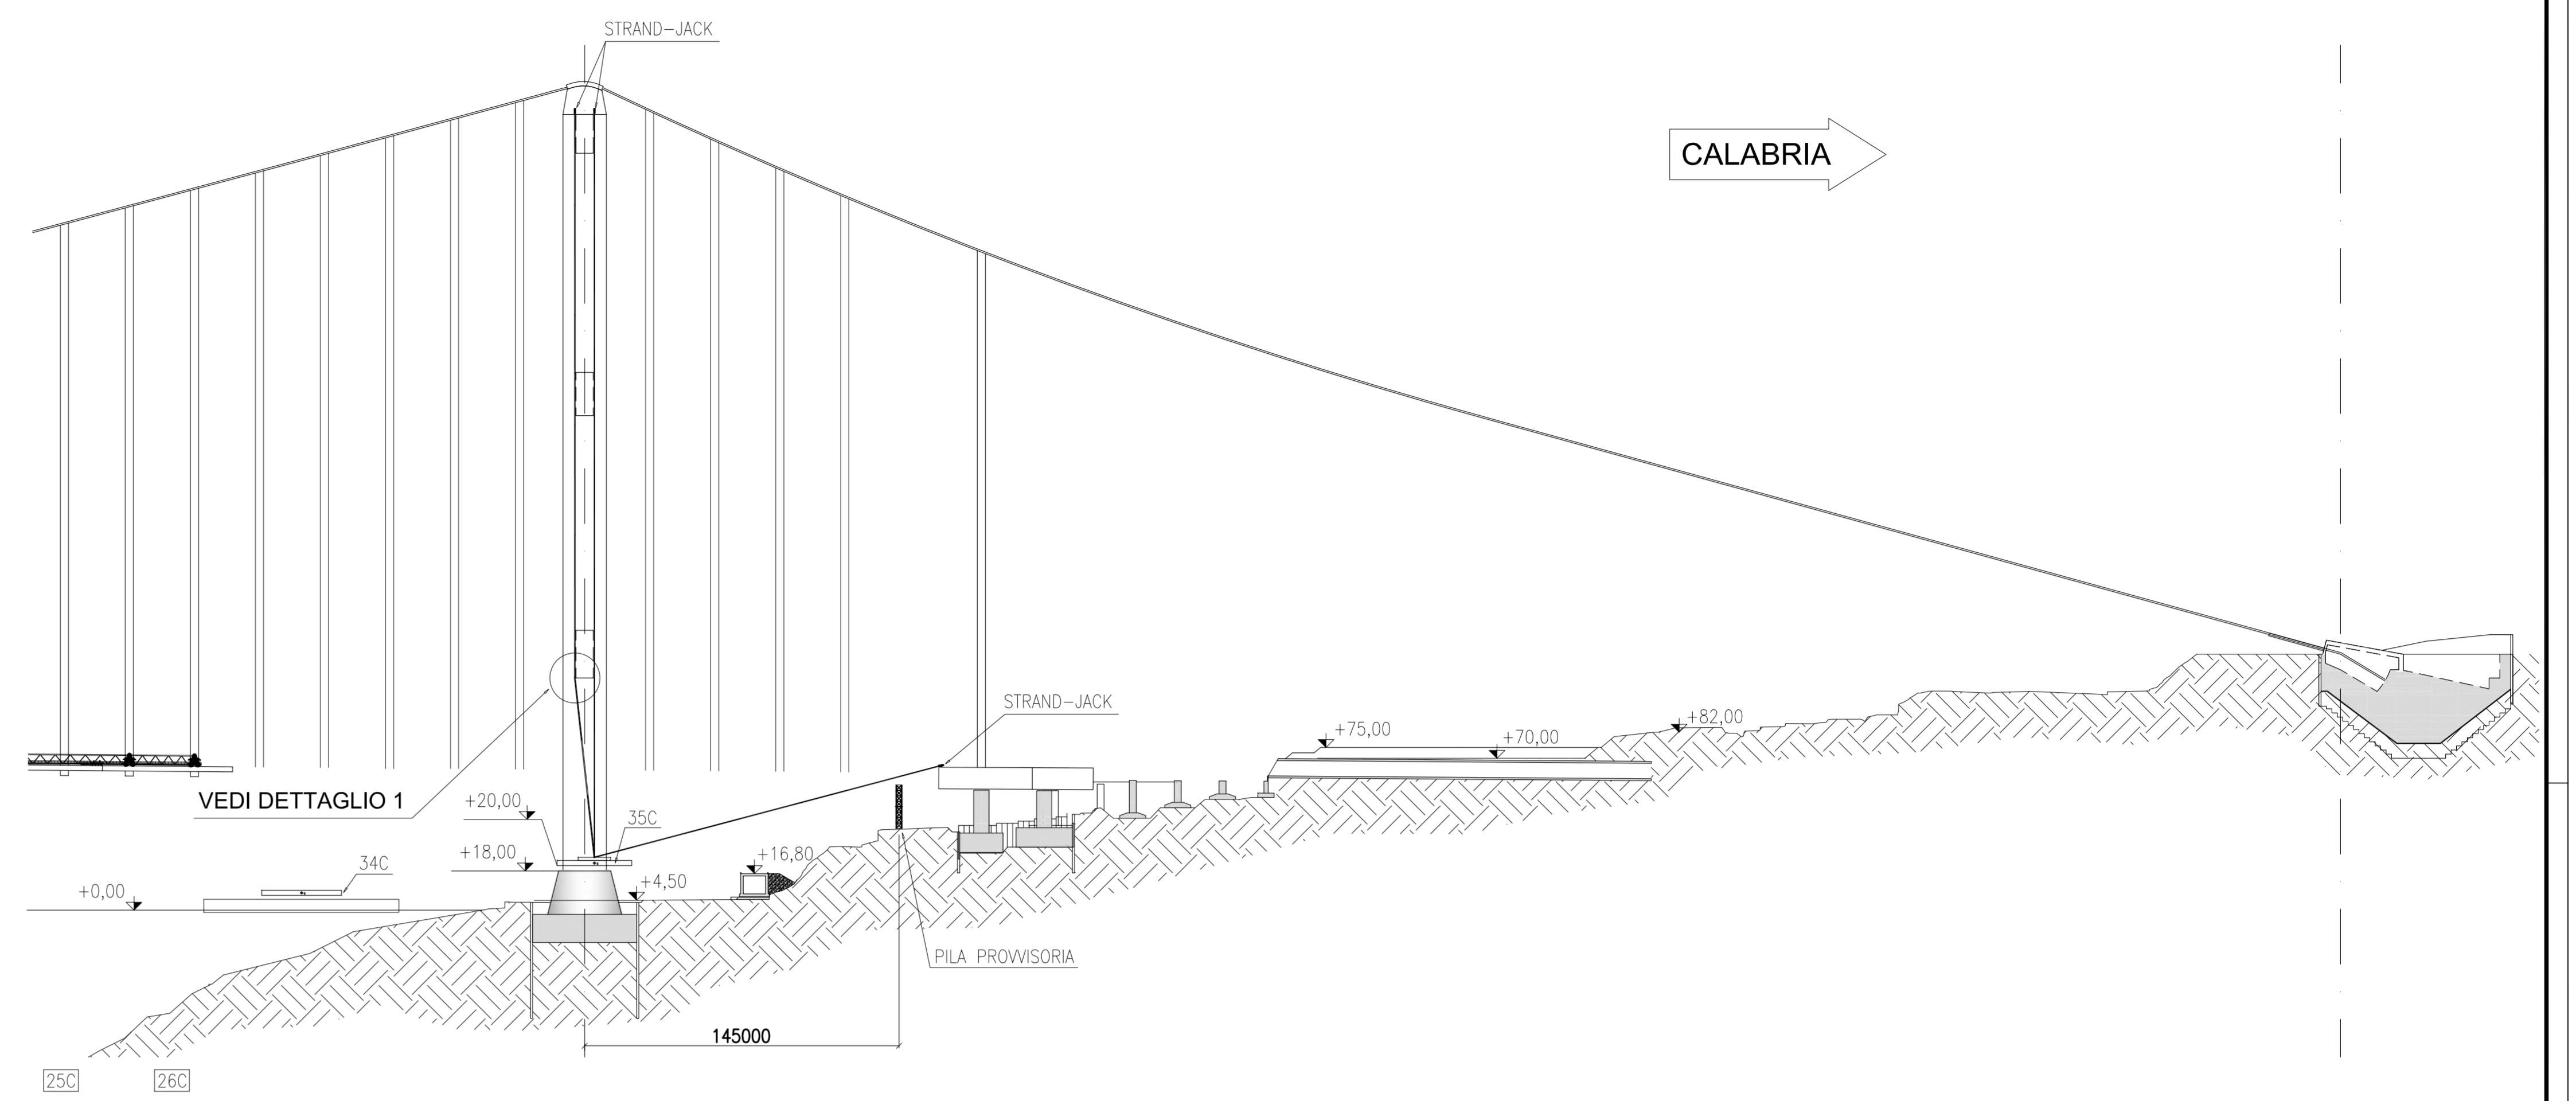 STRAND-JACK
CALABRIA
STRAND-JACK
+75,00
+82,00
+70,00
VEDI DETTAGLIO 1
+20,00
35C
+18,00
+16,80
34C
+0,00
+4,50
PILA PROVVISORIA
145000
25C
26C